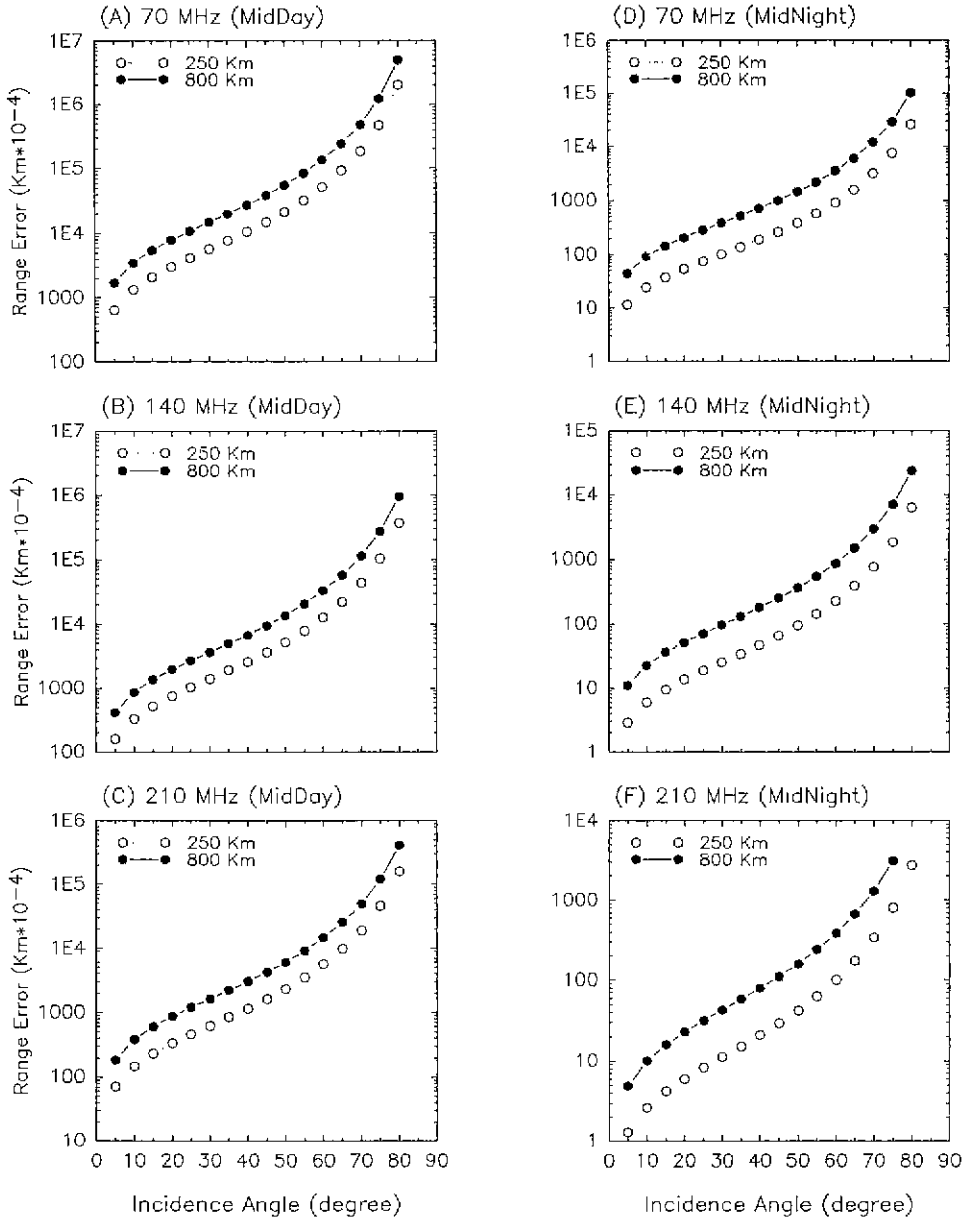 (A) 70 MHz (MidDay)
1E7
1E6
1E5
1E4
1000
100
Range Error (Km*10−4)
250 Km
800 Km
(D) 70 MHz (MidNight)
1E6
1E5
1E4
1000
100
10
1
250 Km
800 Km
(B) 140 MHz (MidDay)
1E7
1E6
1E5
1E4
1000
100
Range Error (Km*10−4)
250 Km
800 Km
(E) 140 MHz (MidNight)
1E5
1E4
1000
100
10
1
250 Km
800 Km
(C) 210 MHz (MidDay)
1E6
1E5
1E4
1000
100
10
Range Error (Km*10−4)
250 Km
800 Km
0 10 20 30 40 50 60 70 80 90
Incidence Angle (degree)
(F) 210 MHz (MidNight)
1E4
1000
100
10
1
250 Km
800 Km
0 10 20 30 40 50 60 70 80 90
Incidence Angle (degree)